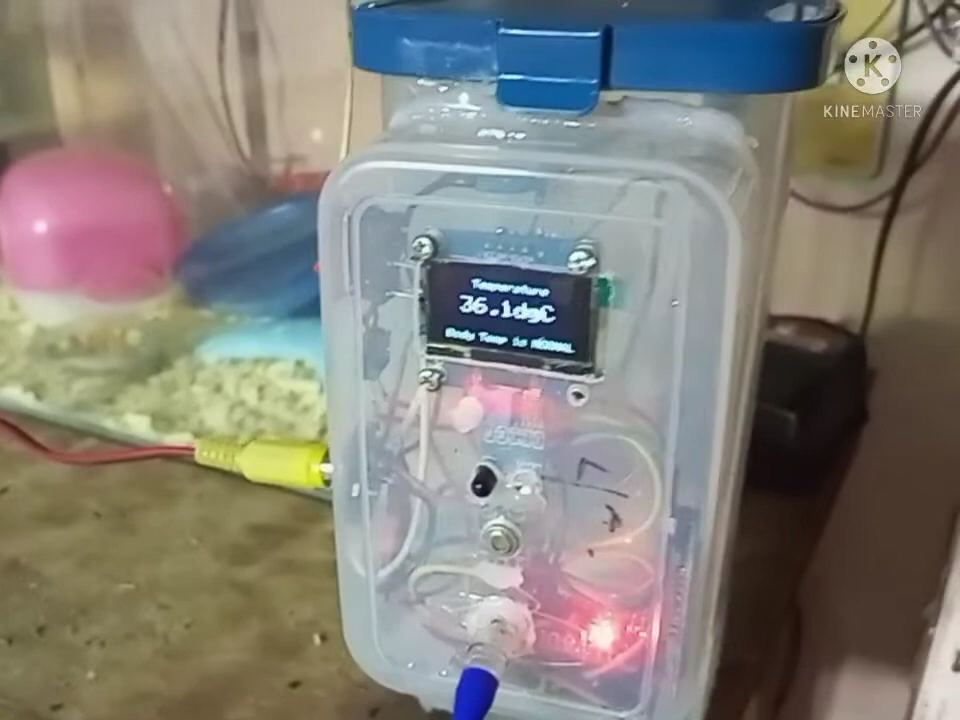 K
KINEMASTER
Temperature
36.1dgC
Body Temp is NORMAL